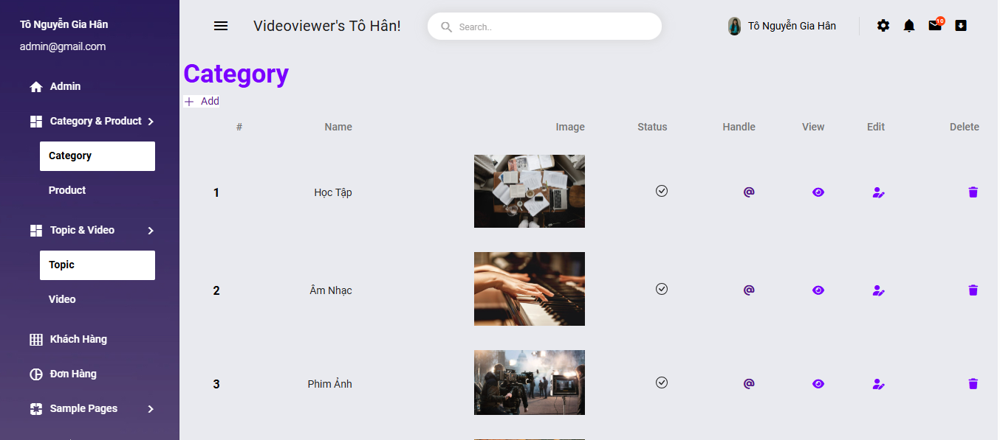 Tô Nguyễn Gia Hân
admin@gmail.com
Admin
Category & Product
Category
Product
Topic & Video
Topic
Video
Khách Hàng
Đơn Hàng
Sample Pages
Videoviewer's Tô Hân!
Search..
Tô Nguyễn Gia Hân
10
Category
+ Add
# Name Image Status Handle View Edit Delete
1 Học Tập @
2 Âm Nhạc @
3 Phim Ảnh @